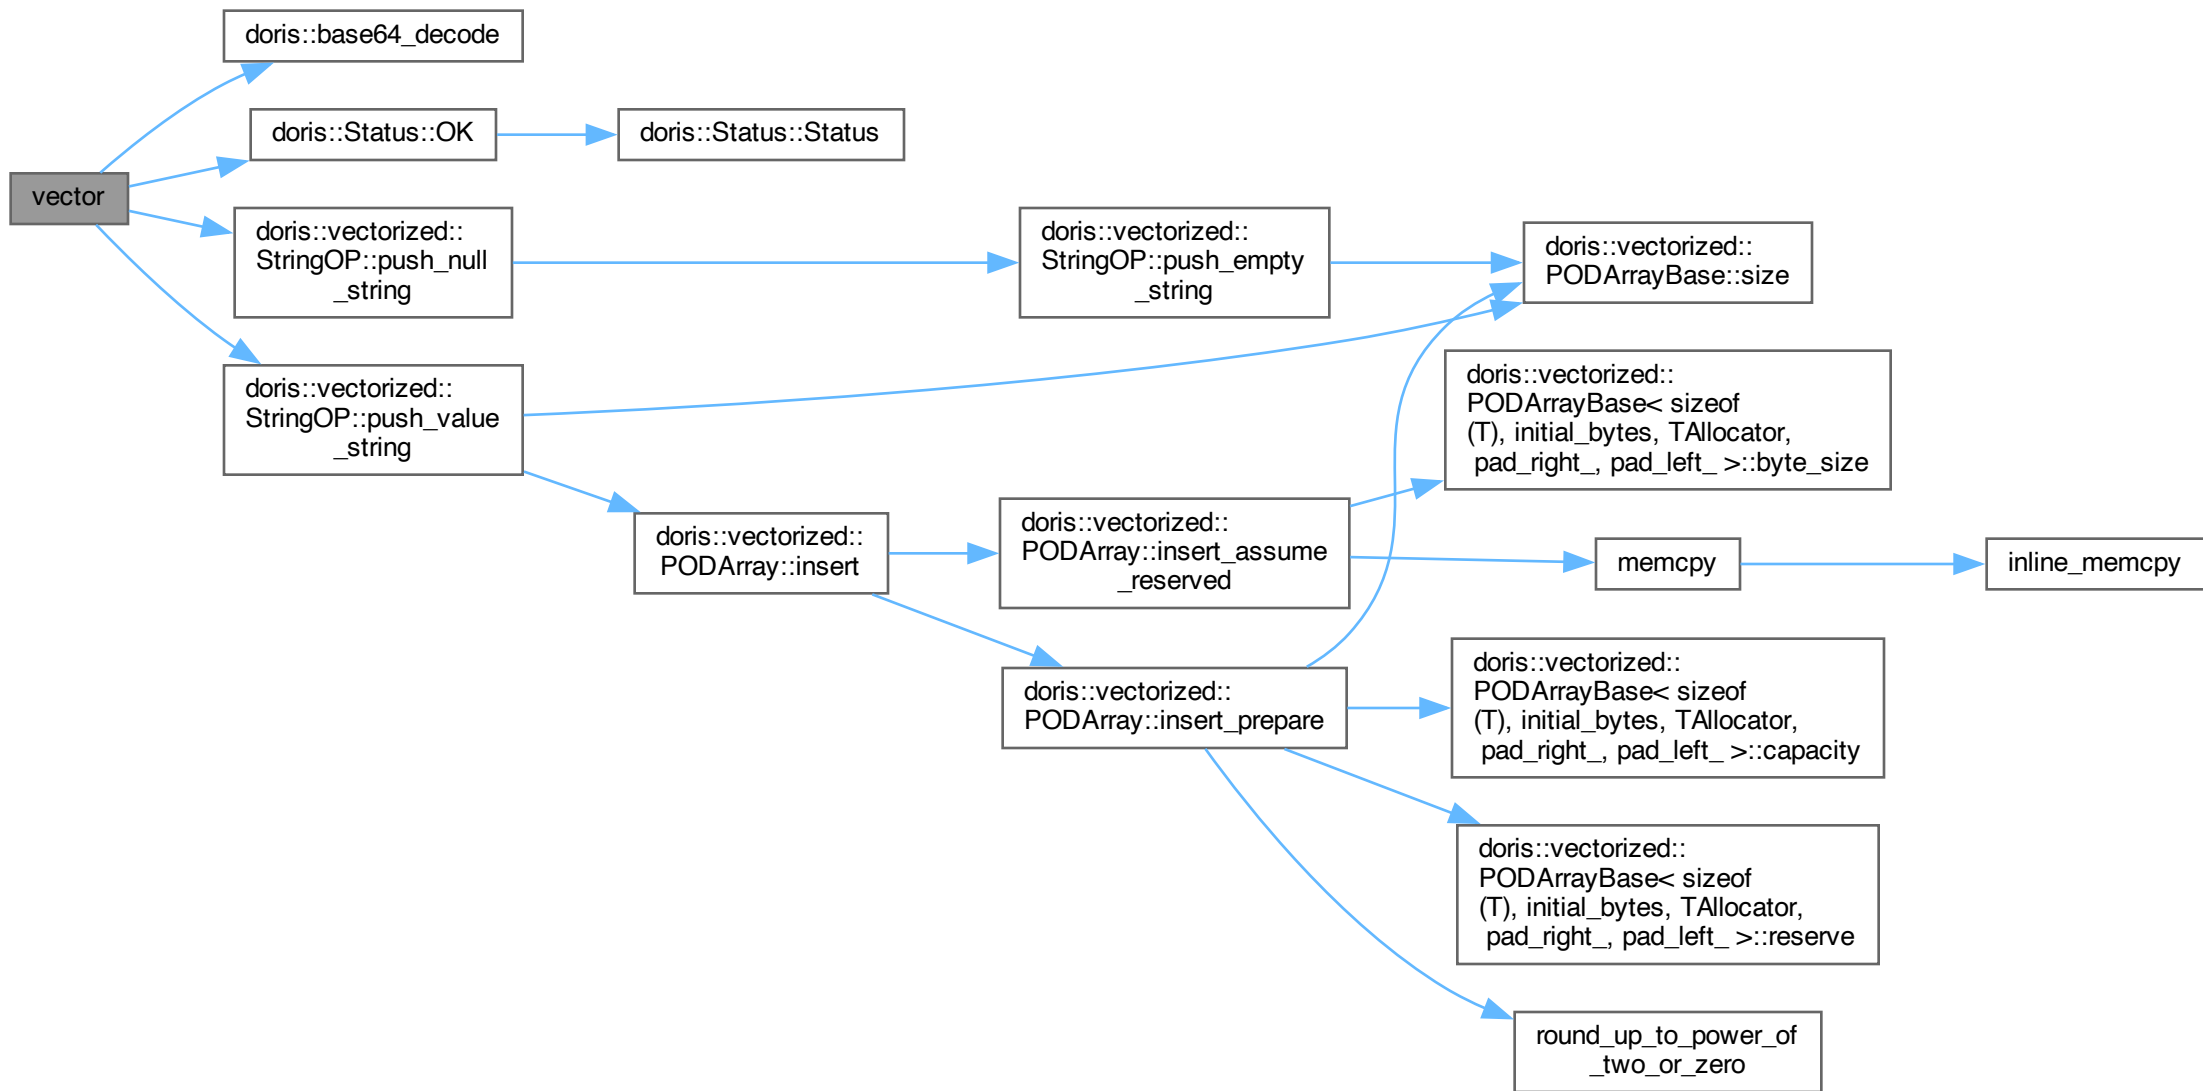 doris::base64_decode
doris::Status::OK
doris::Status::Status
vector
doris::vectorized::
StringOP::push_null
_string
doris::vectorized::
StringOP::push_empty
_string
doris::vectorized::
PODArrayBase::size
doris::vectorized::
StringOP::push_value
_string
doris::vectorized::
PODArrayBase< sizeof
(T), initial_bytes, TAllocator,
pad_right_, pad_left_ >::byte_size
doris::vectorized::
PODArray::insert
doris::vectorized::
PODArray::insert_assume
_reserved
memcpy
inline_memcpy
doris::vectorized::
PODArray::insert_prepare
doris::vectorized::
PODArrayBase< sizeof
(T), initial_bytes, TAllocator,
pad_right_, pad_left_ >::capacity
doris::vectorized::
PODArrayBase< sizeof
(T), initial_bytes, TAllocator,
pad_right_, pad_left_ >::reserve
round_up_to_power_of
_two_or_zero